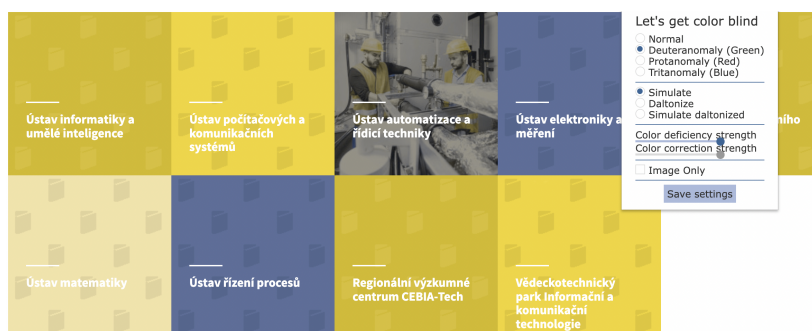 Ústav informatiky a
umělé inteligence
Ústav počítačových a
komunikačních
systémů
Ústav automatizace a
řídicí techniky
Ústav elektroniky a
měření
ního
Let's get color blind
Normal
Deuteranomaly (Green)
Protanomaly (Red)
Tritanomaly (Blue)
Simulate
Daltonize
Simulate daltonized
Color deficiency strength
Color correction strength
Image Only
Save settings
Ústav matematiky
Ústav řízení procesů
Regionální výzkumné
centrum CEBIA-Tech
Vědeckotechnický
park Informační a
komunikační
technologie